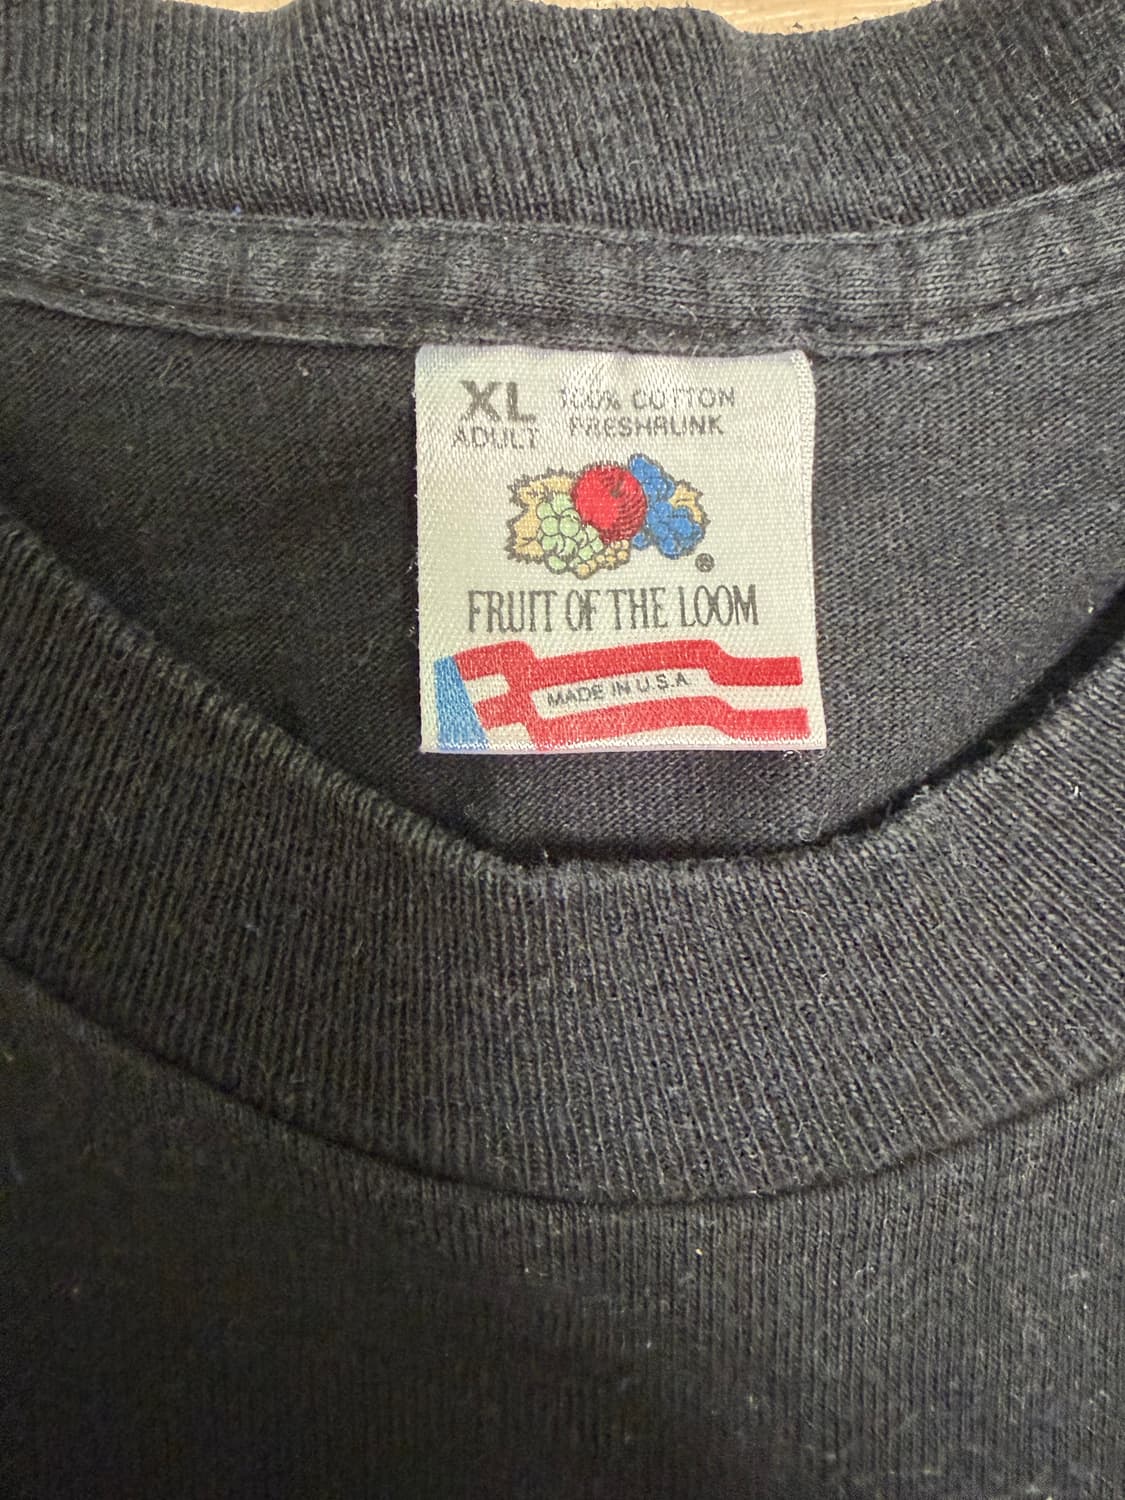 XL 100% COTTON
ADULT PRESHRUNK
®
FRUIT OF THE LOOM
MADE IN U.S.A.